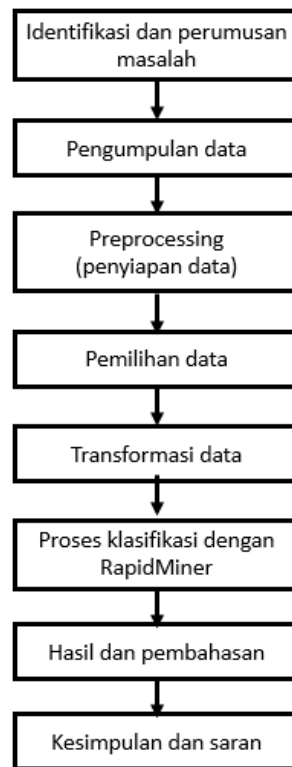 Identifikasi dan perumusan
masalah
Pengumpulan data
Preprocessing
(penyiapan data)
Pemilihan data
Transformasi data
Proses klasifikasi dengan
RapidMiner
Hasil dan pembahasan
Kesimpulan dan saran